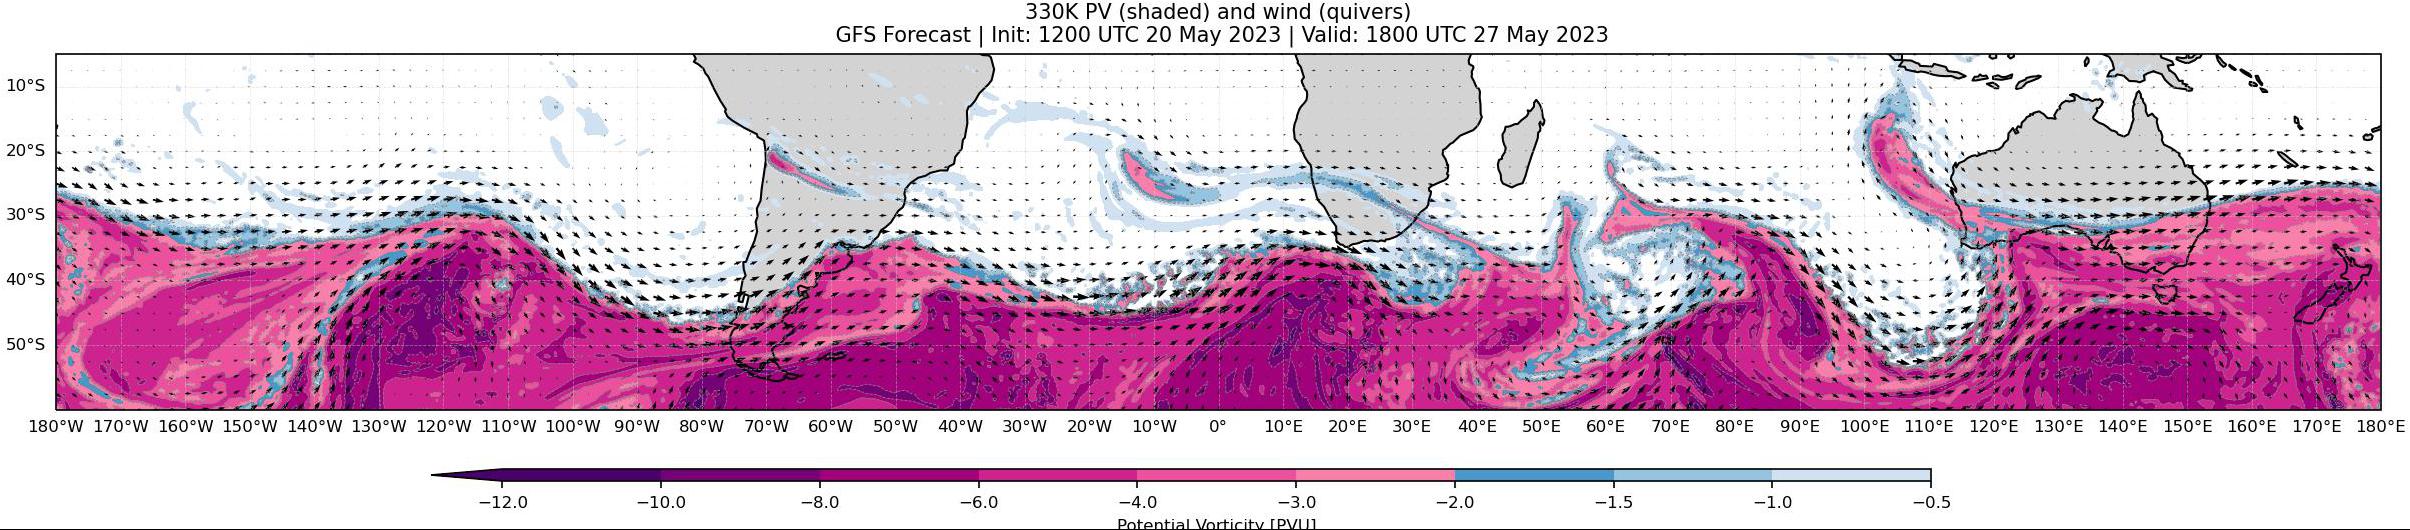 330K PV (shaded) and wind (quivers)
GFS Forecast | Init: 1200 UTC 20 May 2023 | Valid: 1800 UTC 27 May 2023
10°S
20°S
30°S
40°S
50°S
180°W 170°W 160°W 150°W 140°W 130°W 120°W 110°W 100°W 90°W 80°W 70°W 60°W 50°W 40°W 30°W 20°W 10°W 0° 10°E 20°E 30°E 40°E 50°E 60°E 70°E 80°E 90°E 100°E 110°E 120°E 130°E 140°E 150°E 160°E 170°E 180°E
−12.0 −10.0 −8.0 −6.0 −4.0 −3.0 −2.0 −1.5 −1.0 −0.5
Potential Vorticity [PVU]